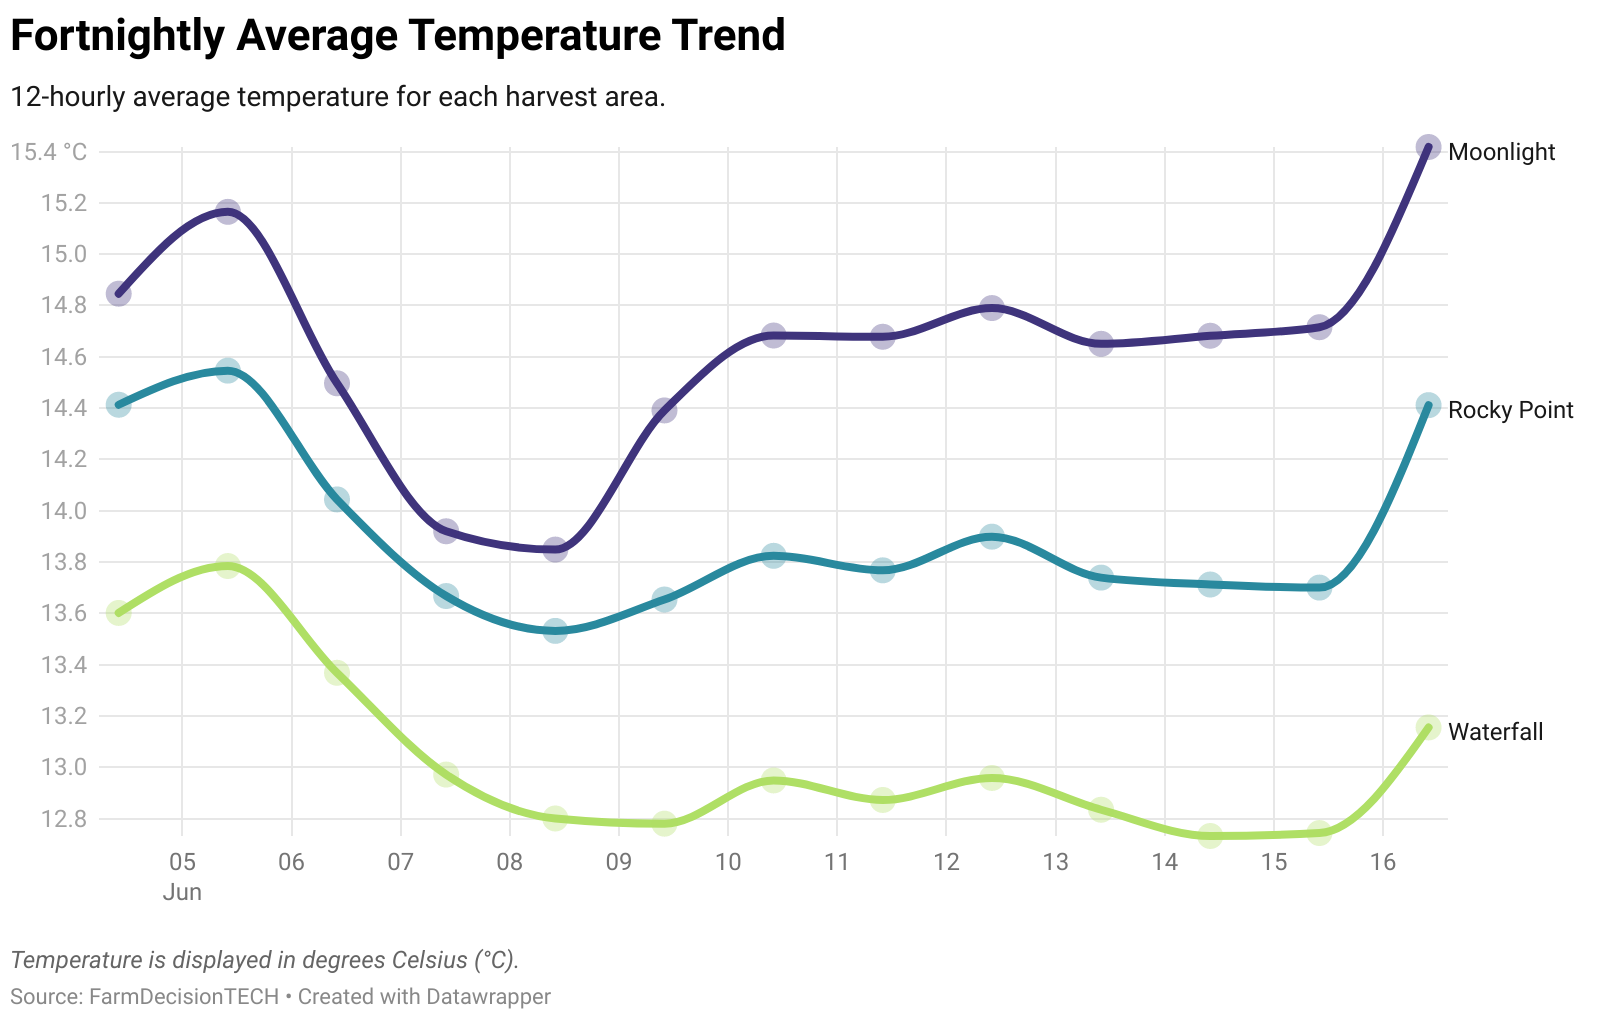 Fortnightly Average Temperature Trend
12-hourly average temperature for each harvest area.
15.4 °C
15.2
15.0
14.8
14.6
14.4
14.2
14.0
13.8
13.6
13.4
13.2
13.0
12.8
Moonlight
Rocky Point
Waterfall
05 06 07 08 09 10 11 12 13 14 15 16
Jun
Temperature is displayed in degrees Celsius (°C).
Source: FarmDecisionTECH • Created with Datawrapper